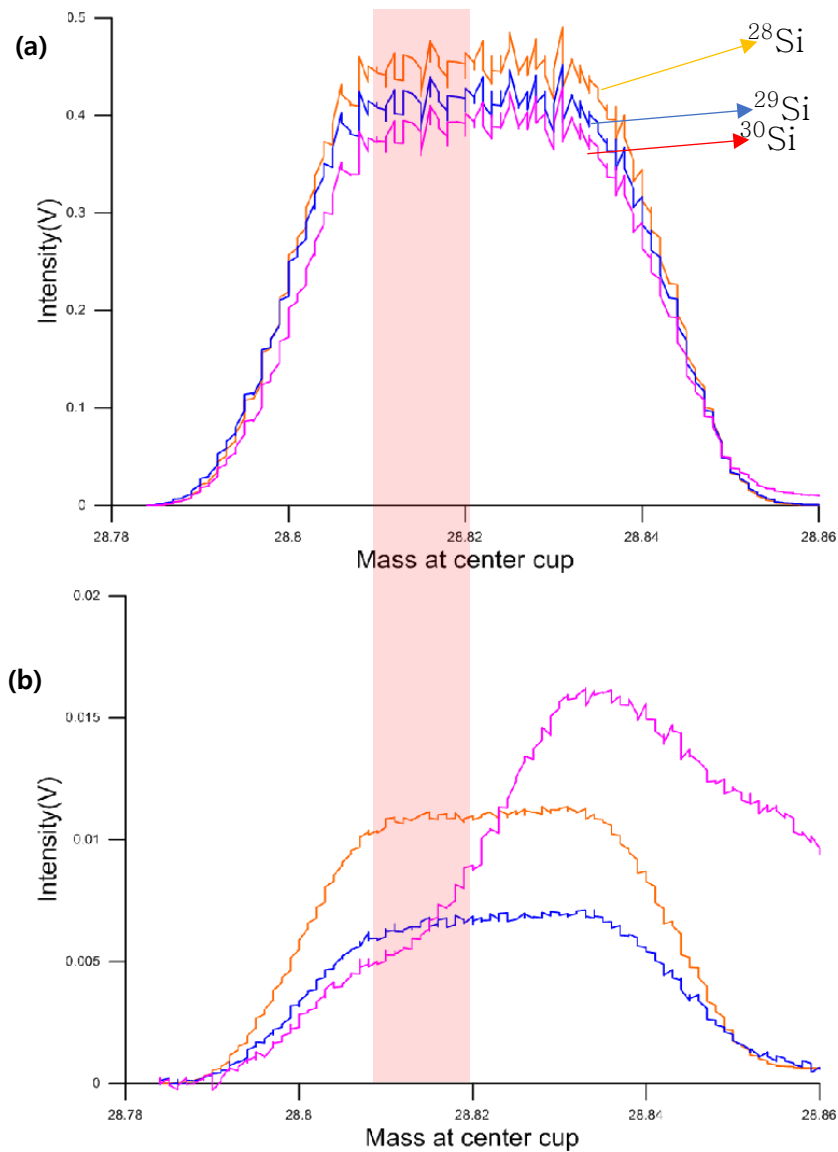 (a)
0.5
0.4
0.3
0.2
0.1
0
Intensity(V)
²⁸Si
²⁹Si
³⁰Si
28.78
28.8
28.82
28.84
28.86
Mass at center cup
(b)
0.02
0.015
0.01
0.005
0
Intensity(V)
28.78
28.8
28.82
28.84
28.86
Mass at center cup